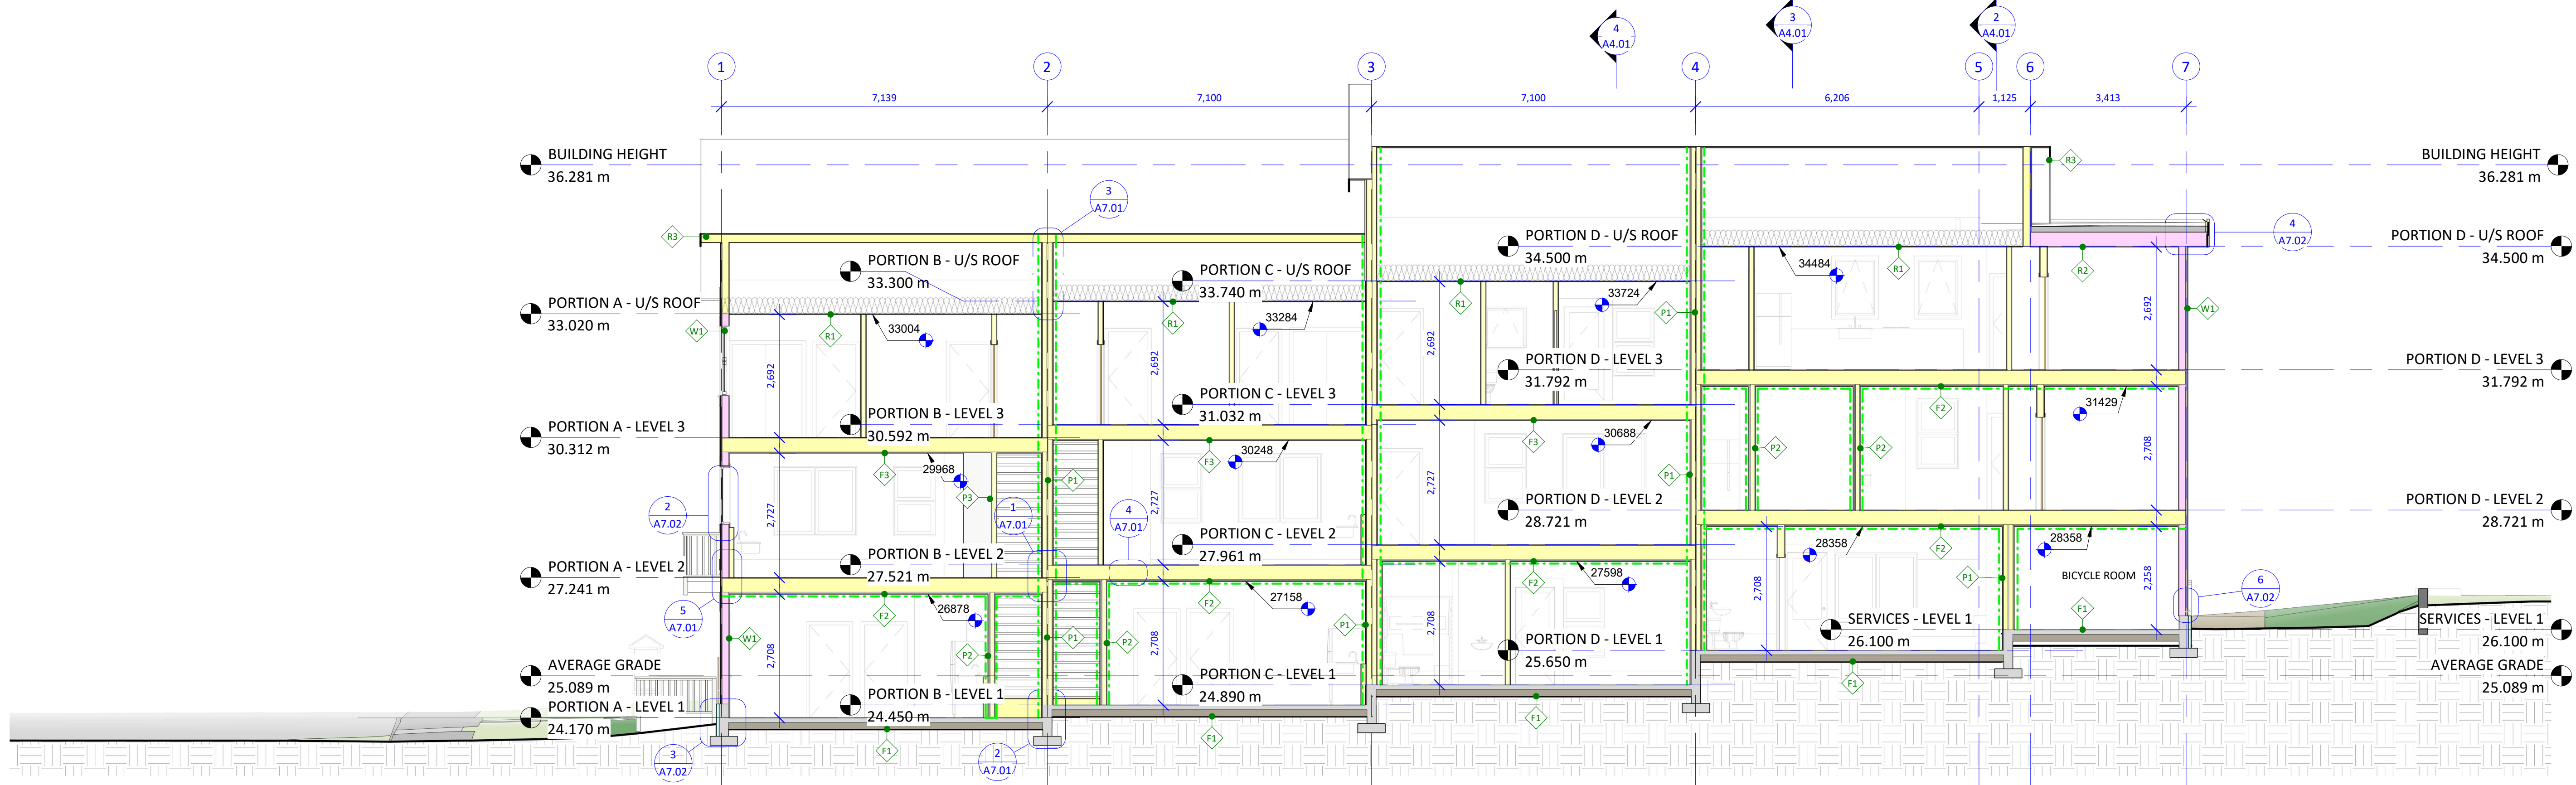 4
A4.01
3
A4.01
2
A4.01
1
2
3
4
5
6
7
7,139
7,100
7,100
6,206
1,125
3,413
BUILDING HEIGHT
36.281 m
R3
BUILDING HEIGHT
36.281 m
3
A7.01
R3
PORTION B - U/S ROOF
33.300 m
PORTION C - U/S ROOF
33.740 m
PORTION D - U/S ROOF
34.500 m
34484
R1
R2
4
A7.02
PORTION D - U/S ROOF
34.500 m
PORTION A - U/S ROOF
33.020 m
W1
R1
33004
R1
33284
R1
33724
P1
W1
2,692
2,692
2,692
2,692
PORTION D - LEVEL 3
31.792 m
PORTION D - LEVEL 3
31.792 m
PORTION B - LEVEL 3
30.592 m
PORTION C - LEVEL 3
31.032 m
F2
31429
PORTION A - LEVEL 3
30.312 m
F3
29968
P3
F3
30248
P1
F3
30688
P1
P2
P2
2,727
2,727
2,727
2,708
2
A7.02
1
A7.01
4
A7.01
PORTION D - LEVEL 2
28.721 m
PORTION D - LEVEL 2
28.721 m
PORTION B - LEVEL 2
27.521 m
PORTION C - LEVEL 2
27.961 m
28358
F2
28358
BICYCLE ROOM
PORTION A - LEVEL 2
27.241 m
5
A7.01
F2
26878
F2
27158
F2
27598
P1
F1
6
A7.02
W1
P2
P1
P2
P1
2,708
2,708
2,708
2,708
2,258
SERVICES - LEVEL 1
26.100 m
SERVICES - LEVEL 1
26.100 m
PORTION D - LEVEL 1
25.650 m
AVERAGE GRADE
25.089 m
AVERAGE GRADE
25.089 m
PORTION B - LEVEL 1
24.450 m
PORTION C - LEVEL 1
24.890 m
PORTION A - LEVEL 1
24.170 m
F1
F1
F1
F1
3
A7.02
2
A7.01